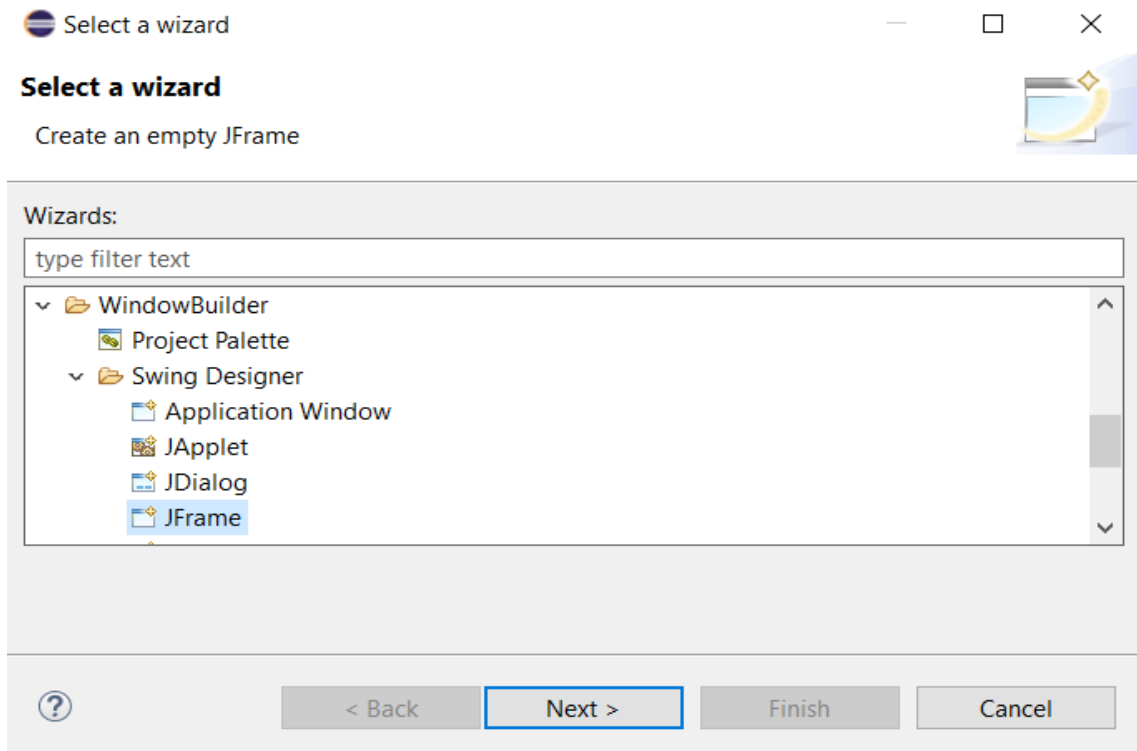 Select a wizard
Select a wizard
Create an empty JFrame
Wizards:
type filter text
WindowBuilder
Project Palette
Swing Designer
Application Window
JApplet
JDialog
JFrame
? < Back Next > Finish Cancel